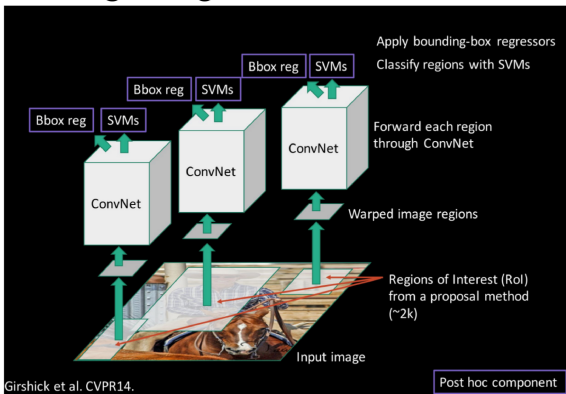 Apply bounding-box regressors
Bbox reg SVMs
Classify regions with SVMs
Bbox reg SVMs
Bbox reg SVMs
Forward each region
through ConvNet
ConvNet
ConvNet
ConvNet
Warped image regions
Regions of Interest (RoI)
from a proposal method
(~2k)
Input image
Girshick et al. CVPR14.
Post hoc component